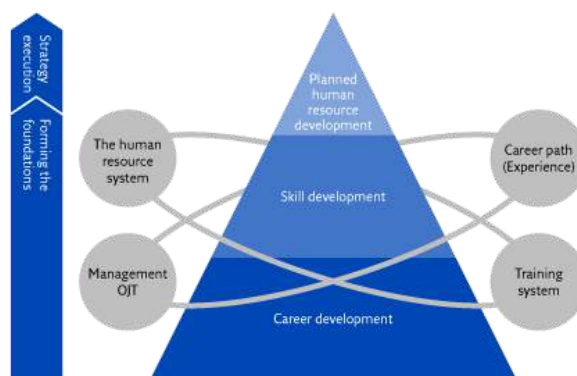 Strategy
execution
Forming the
foundations
Planned
human
resource
development
The human
resource
system
Career path
(Experience)
Skill development
Management
OJT
Training
system
Career development